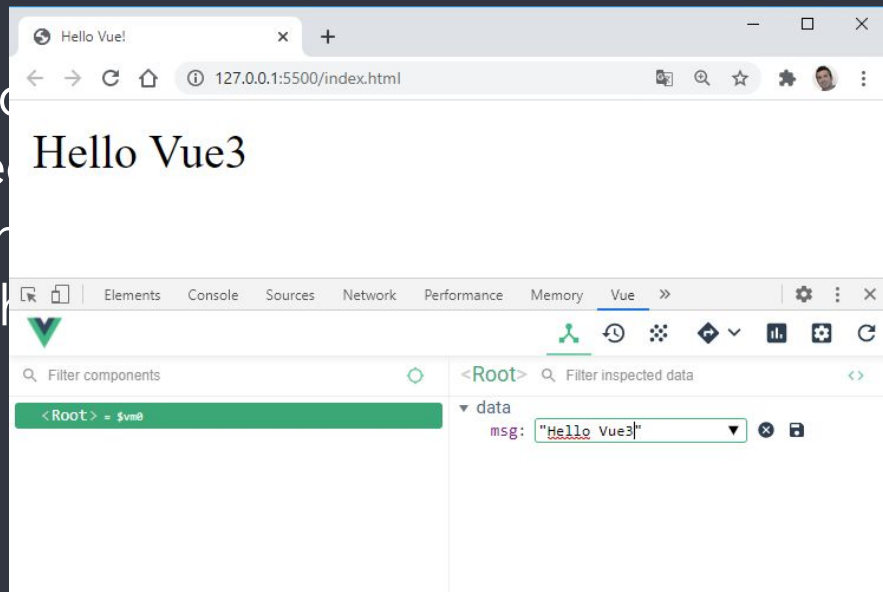 Hello Vue!
127.0.0.1:5500/index.html
Hello Vue3
Elements Console Sources Network Performance Memory Vue »
Filter components
<Root> Filter inspected data <>
<Root> = $vm0
data
msg: "Hello Vue3"